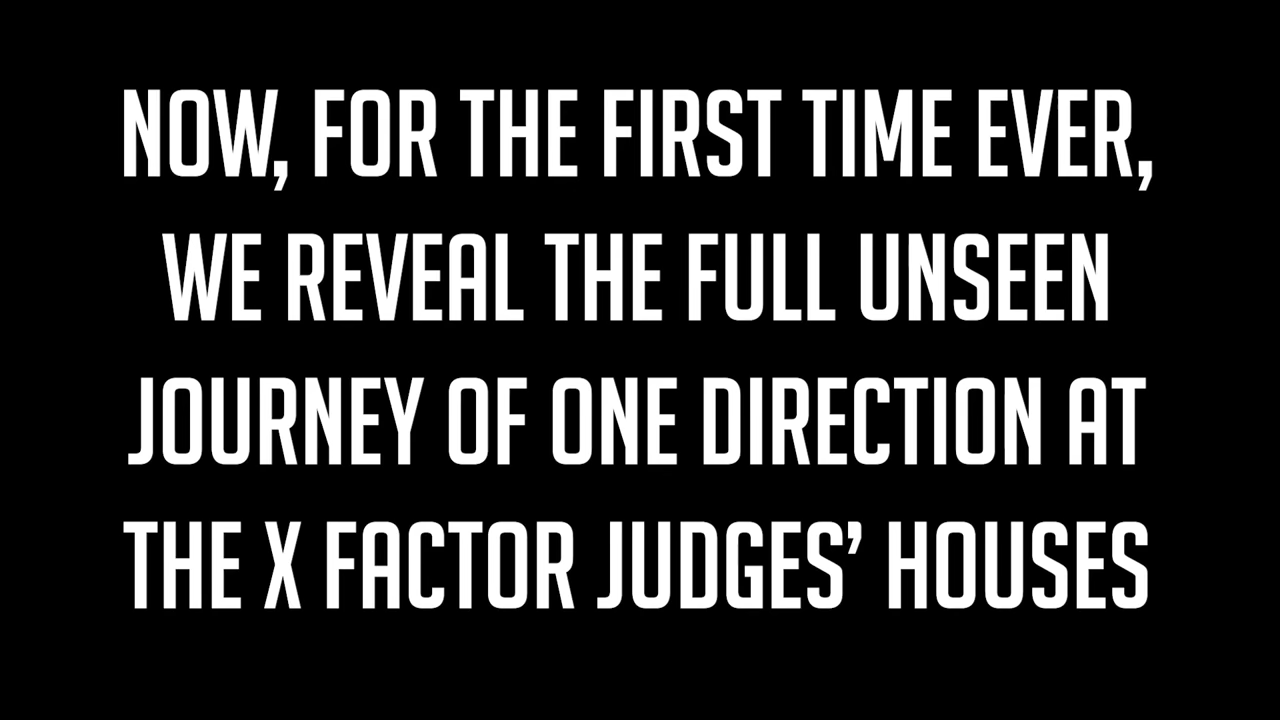 NOW, FOR THE FIRST TIME EVER,
WE REVEAL THE FULL UNSEEN
JOURNEY OF ONE DIRECTION AT
THE X FACTOR JUDGES’ HOUSES